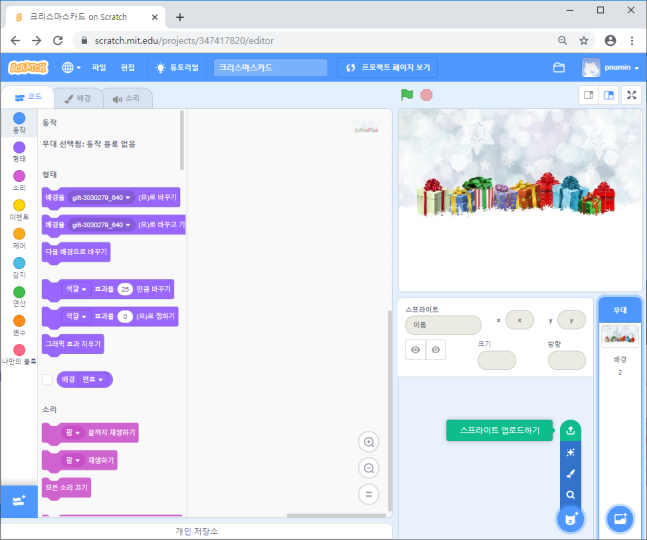 크리스마스카드 on Scratch
scratch.mit.edu/projects/347417820/editor
SCRATCH
파일
편집
튜토리얼
크리스마스카드
프로젝트 페이지 보기
pnumin
코드
배경
소리
동작
형태
소리
이벤트
제어
감지
연산
변수
나만의 블록
동작
무대 선택됨: 동작 블록 없음
형태
배경을 gift-3030279_640 (으)로 바꾸기
배경을 gift-3030279_640 (으)로 바꾸고 기
다음 배경으로 바꾸기
색깔 효과를 25 만큼 바꾸기
색깔 효과를 0 (으)로 정하기
그래픽 효과 지우기
배경 번호
소리
팝 끝까지 재생하기
팝 재생하기
모든 소리 끄기
개인 저장소
스프라이트
이름
x x
y y
크기
방향
무대
배경
2
스프라이트 업로드하기